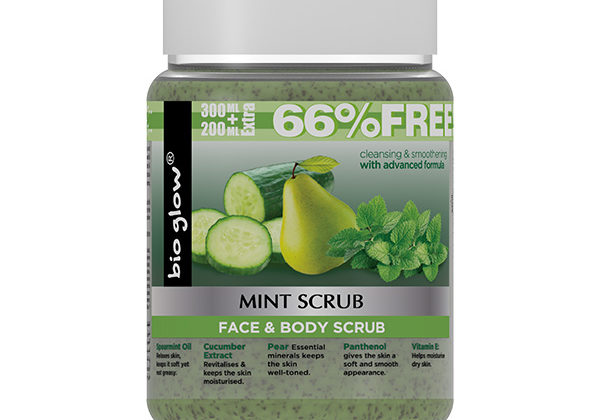 300 ML
+
200 ML
Extra
66% FREE
cleansing & smoothering
with advanced formula
bio glow®
MINT SCRUB
FACE & BODY SCRUB
Spearmint Oil
Relaxes skin,
keeps it soft yet
not greasy.
Cucumber
Extract
Revitalises &
keeps the skin
moisturised.
Pear Essential
minerals keeps
the skin
well-toned.
Panthenol
gives the skin a
soft and smooth
appearance.
Vitamin E
Helps moisture
dry skin.